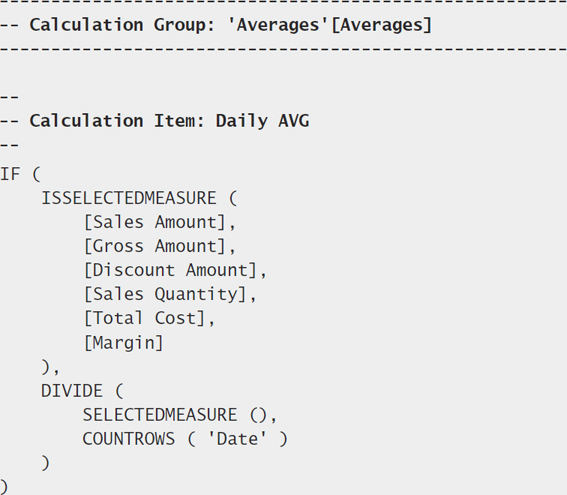 -------------------------------------------------------
-- Calculation Group: 'Averages'[Averages]
-------------------------------------------------------
--
-- Calculation Item: Daily AVG
--
IF (
    ISSELECTEDMEASURE (
        [Sales Amount],
        [Gross Amount],
        [Discount Amount],
        [Sales Quantity],
        [Total Cost],
        [Margin]
    ),
    DIVIDE (
        SELECTEDMEASURE (),
        COUNTROWS ( 'Date' )
    )
)